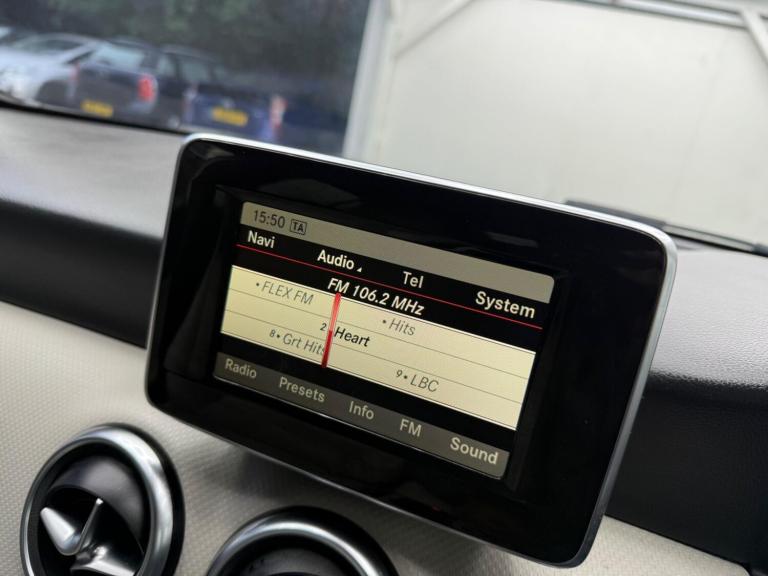 15:50 TA
Navi Audio Tel System
FM 106.2 MHz
•FLEX FM •Hits
2 Heart
8•Grt Hits 9•LBC
Radio Presets Info FM Sound